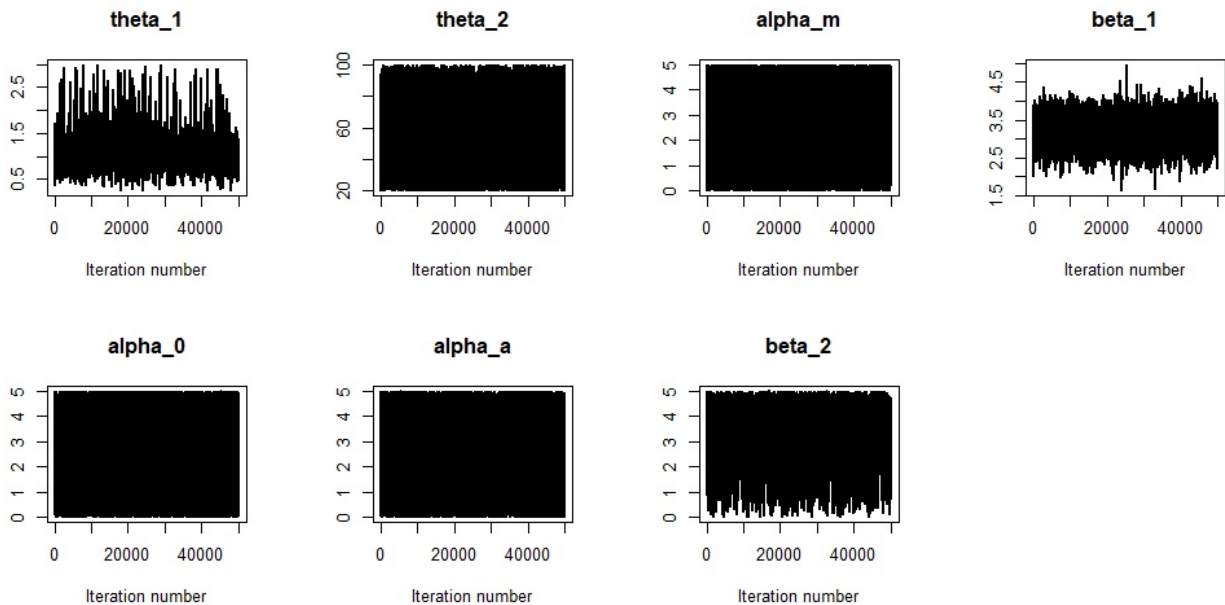 theta_1
theta_2
alpha_m
beta_1
0.5 1.5 2.5
20 60 100
0 1 2 3 4 5
1.5 2.5 3.5 4.5
0 20000 40000
0 20000 40000
0 20000 40000
0 20000 40000
Iteration number
Iteration number
Iteration number
Iteration number
alpha_0
alpha_a
beta_2
0 1 2 3 4 5
0 1 2 3 4 5
0 1 2 3 4 5
0 20000 40000
0 20000 40000
0 20000 40000
Iteration number
Iteration number
Iteration number